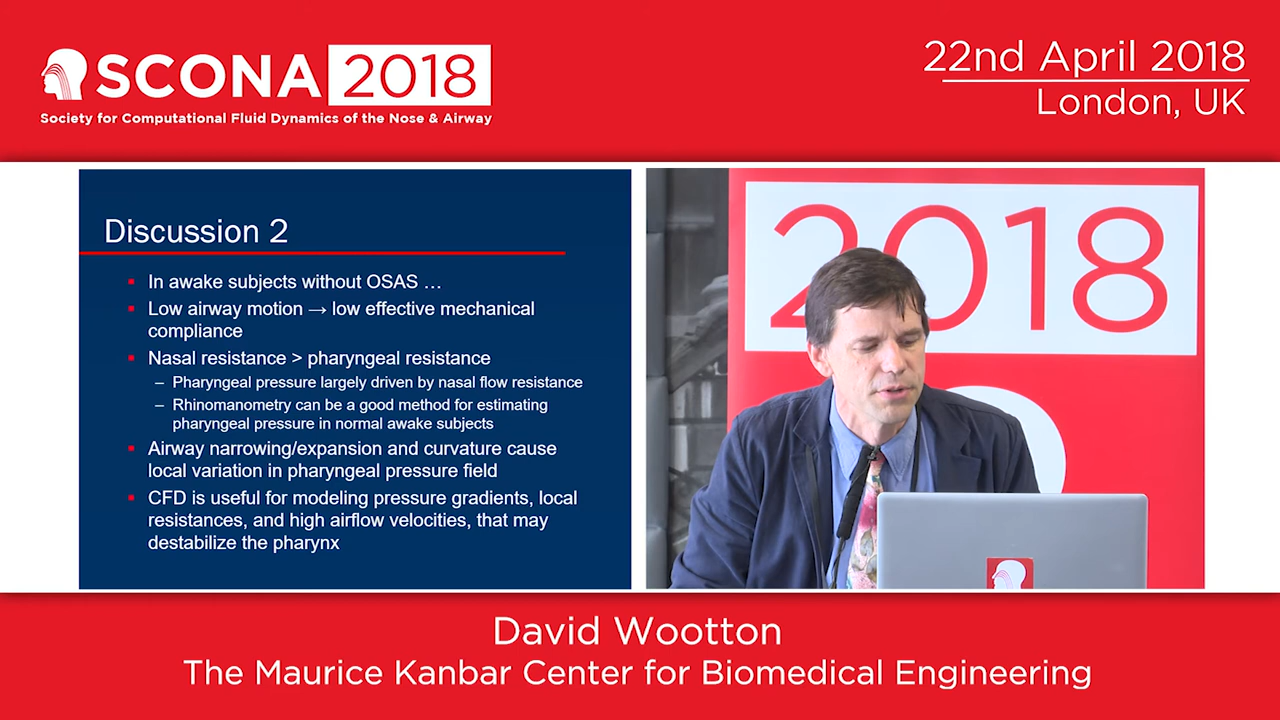 SCONA 2018
Society for Computational Fluid Dynamics of the Nose & Airway
22nd April 2018
London, UK
Discussion 2
In awake subjects without OSAS …
Low airway motion → low effective mechanical
compliance
Nasal resistance > pharyngeal resistance
– Pharyngeal pressure largely driven by nasal flow resistance
– Rhinomanometry can be a good method for estimating
pharyngeal pressure in normal awake subjects
Airway narrowing/expansion and curvature cause
local variation in pharyngeal pressure field
CFD is useful for modeling pressure gradients, local
resistances, and high airflow velocities, that may
destabilize the pharynx
2018
David Wootton
The Maurice Kanbar Center for Biomedical Engineering